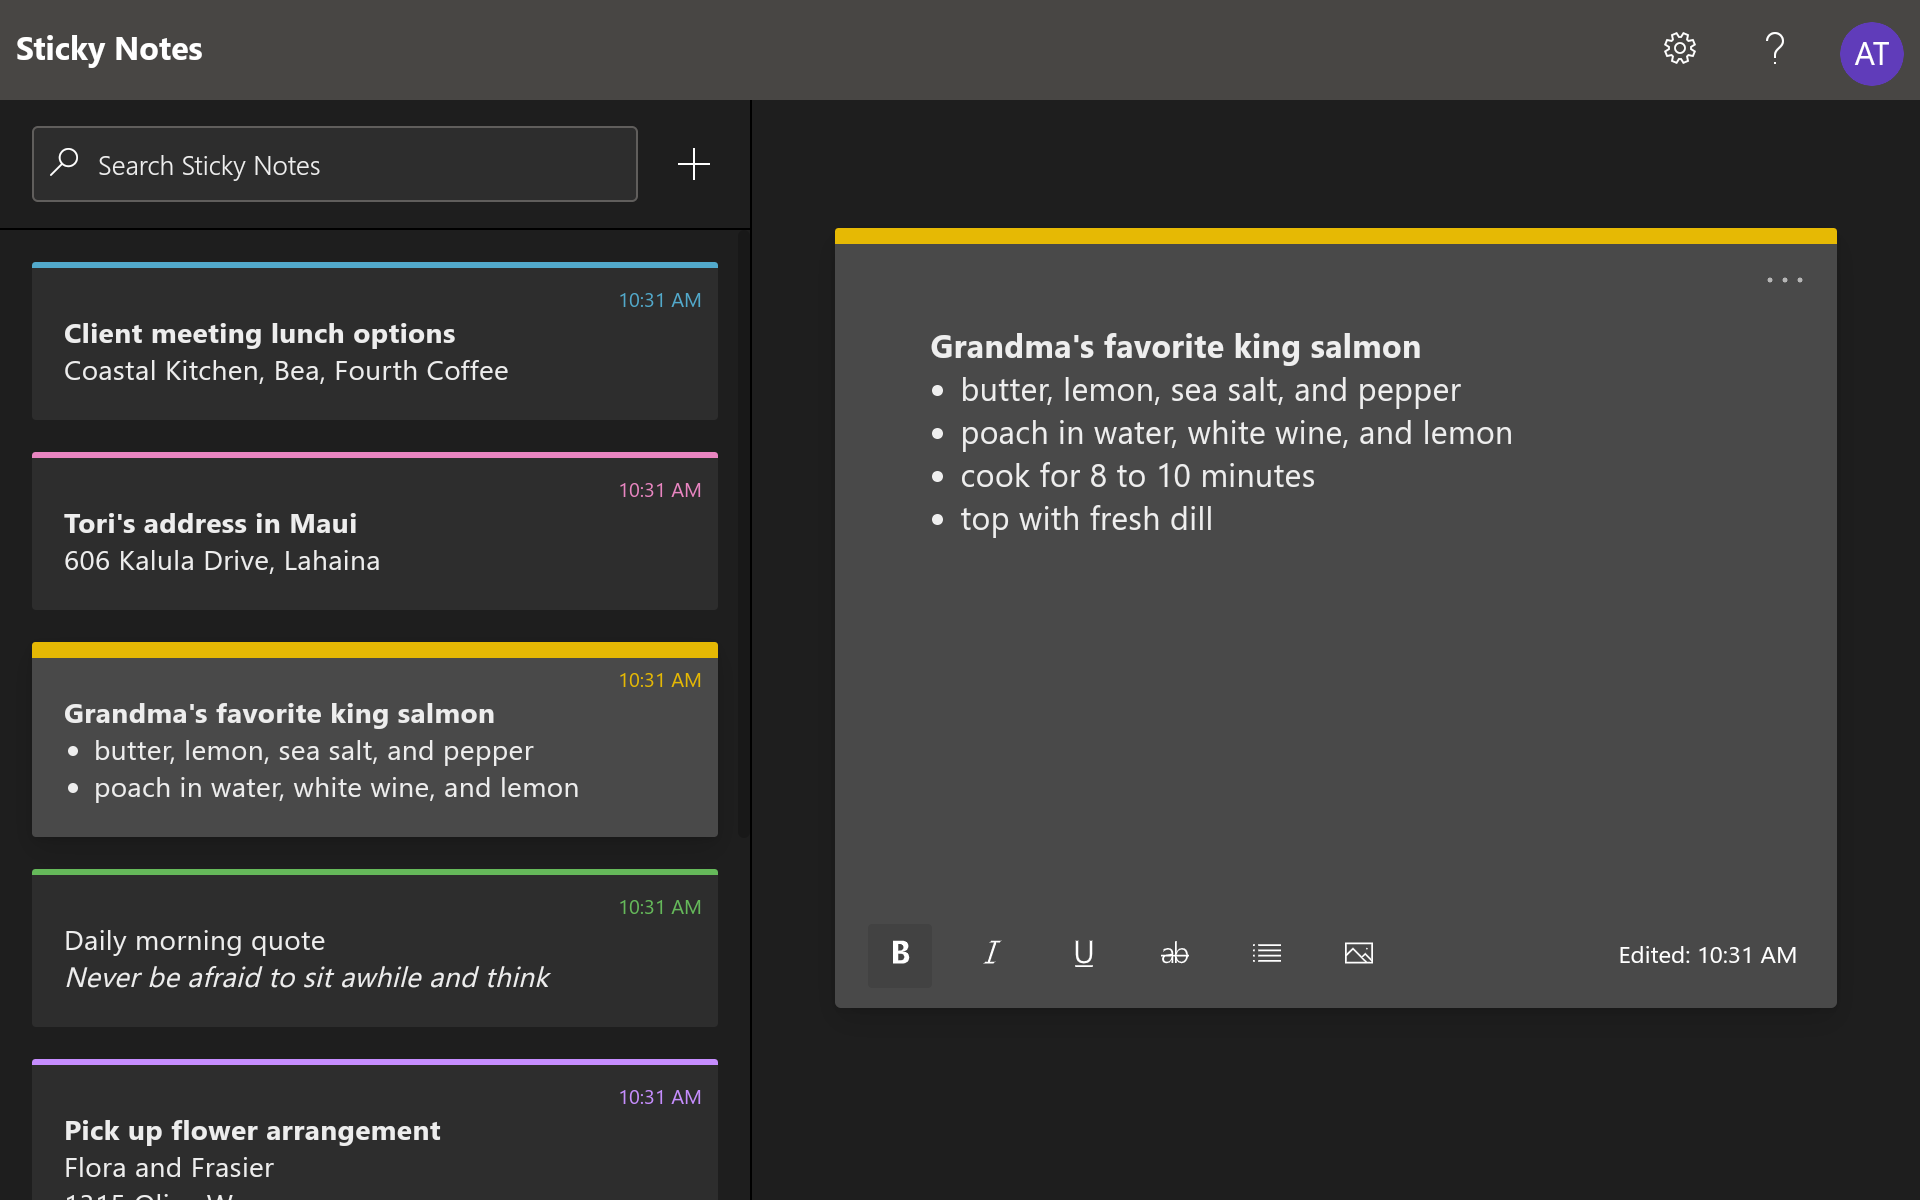 Sticky Notes
AT
Search Sticky Notes
10:31 AM
Client meeting lunch options
Coastal Kitchen, Bea, Fourth Coffee
10:31 AM
Tori's address in Maui
606 Kalula Drive, Lahaina
10:31 AM
Grandma's favorite king salmon
• butter, lemon, sea salt, and pepper
• poach in water, white wine, and lemon
10:31 AM
Daily morning quote
Never be afraid to sit awhile and think
10:31 AM
Pick up flower arrangement
Flora and Frasier
Grandma's favorite king salmon
• butter, lemon, sea salt, and pepper
• poach in water, white wine, and lemon
• cook for 8 to 10 minutes
• top with fresh dill
B I U ab
Edited: 10:31 AM